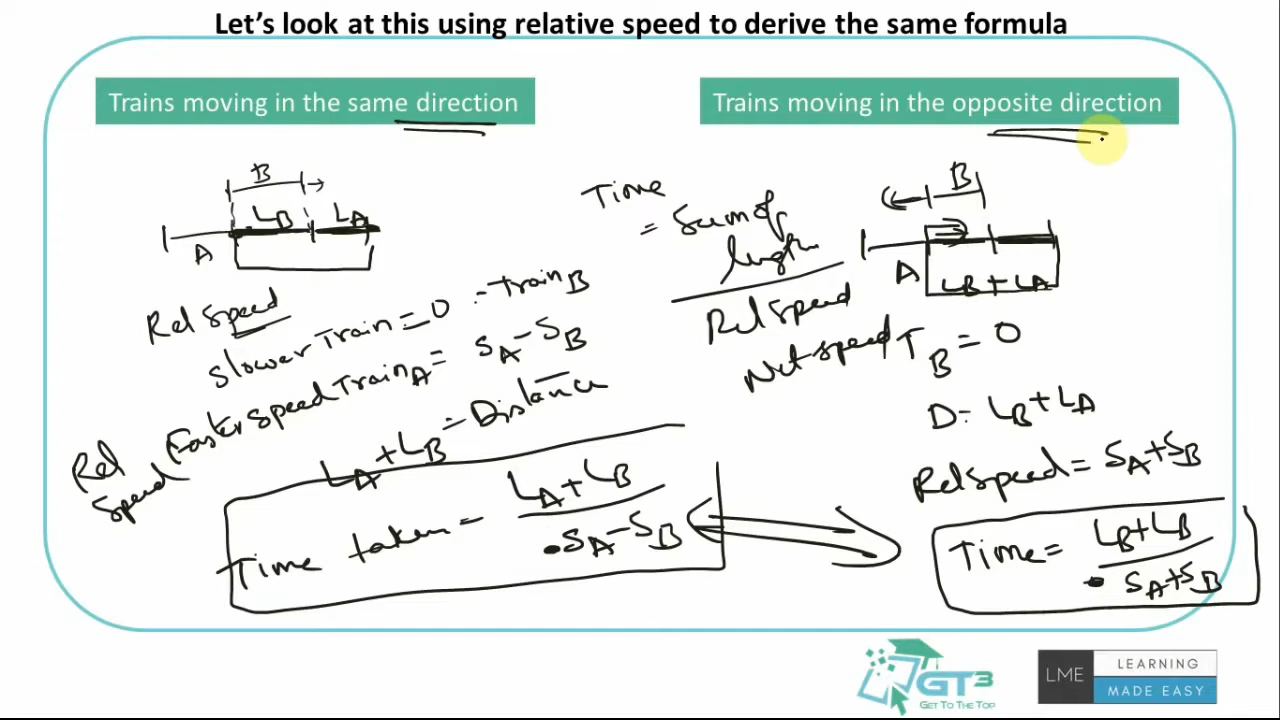 Let's look at this using relative speed to derive the same formula
Trains moving in the same direction
B
LB LA
A
Rel Speed
Slower Train = 0 - Train B
Rel Speed (Faster Speed Train A = SA - SB
LA + LB = Distance
Time taken = LA + LB
SA - SB
Time
= Sum of
length
Rel Speed
Trains moving in the opposite direction
B
A
LB + LA
Net speed TB = 0
D = LB + LA
Rel Speed = SA + SB
Time = LB + LB
SA + SB
GT3
GET TO THE TOP
LME
LEARNING
MADE EASY